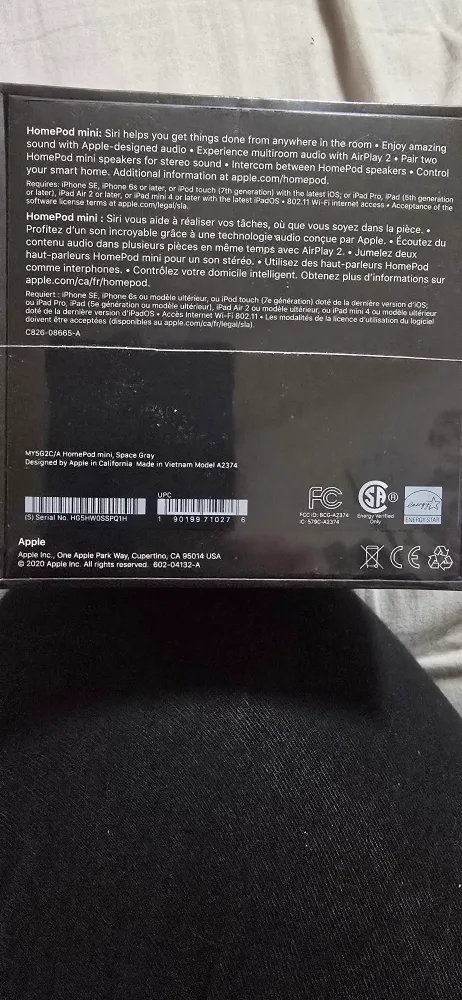 HomePod mini: Siri helps you get things done from anywhere in the room • Enjoy amazing
sound with Apple-designed audio • Experience multiroom audio with AirPlay 2 • Pair two
HomePod mini speakers for stereo sound • Intercom between HomePod speakers • Control
your smart home. Additional information at apple.com/homepod.
Requires: iPhone SE, iPhone 6s or later, or iPod touch (7th generation) with the latest iOS; or iPad Pro, iPad (5th generation
or later), iPad Air 2 or later, or iPad mini 4 or later with the latest iPadOS • 802.11 Wi-Fi internet access • Acceptance of the
software license terms at apple.com/legal/sla.
HomePod mini : Siri vous aide à réaliser vos tâches, où que vous soyez dans la pièce. •
Profitez d'un son incroyable grâce à une technologie audio conçue par Apple. • Écoutez du
contenu audio dans plusieurs pièces en même temps avec AirPlay 2. • Jumelez deux
haut-parleurs HomePod mini pour un son stéréo. • Utilisez des haut-parleurs HomePod
comme interphones. • Contrôlez votre domicile intelligent. Obtenez plus d'informations sur
apple.com/ca/fr/homepod.
Requiert : iPhone SE, iPhone 6s ou modèle ultérieur, ou iPod touch (7e génération) doté de la dernière version d'iOS;
ou iPad Pro, iPad (5e génération ou modèle ultérieur), iPad Air 2 ou modèle ultérieur, ou iPad mini 4 ou modèle ultérieur
doté de la dernière version d'iPadOS • Accès Internet Wi-Fi 802.11 • Les modalités de la licence d'utilisation du logiciel
doivent être acceptées (disponibles au apple.com/ca/fr/legal/sla).
C826-08665-A
MY5G2C/A HomePod mini, Space Gray
Designed by Apple in California Made in Vietnam Model A2374
UPC
(S) Serial No. HG5HW0SSPQ1H
1 90199 71027 6
FC
FCC ID: BCG-A2374
IC: 579C-A2374
SA ®
Energy Verified
Only
energy
ENERGY STAR
Apple
Apple Inc., One Apple Park Way, Cupertino, CA 95014 USA
© 2020 Apple Inc. All rights reserved. 602-04132-A
CE